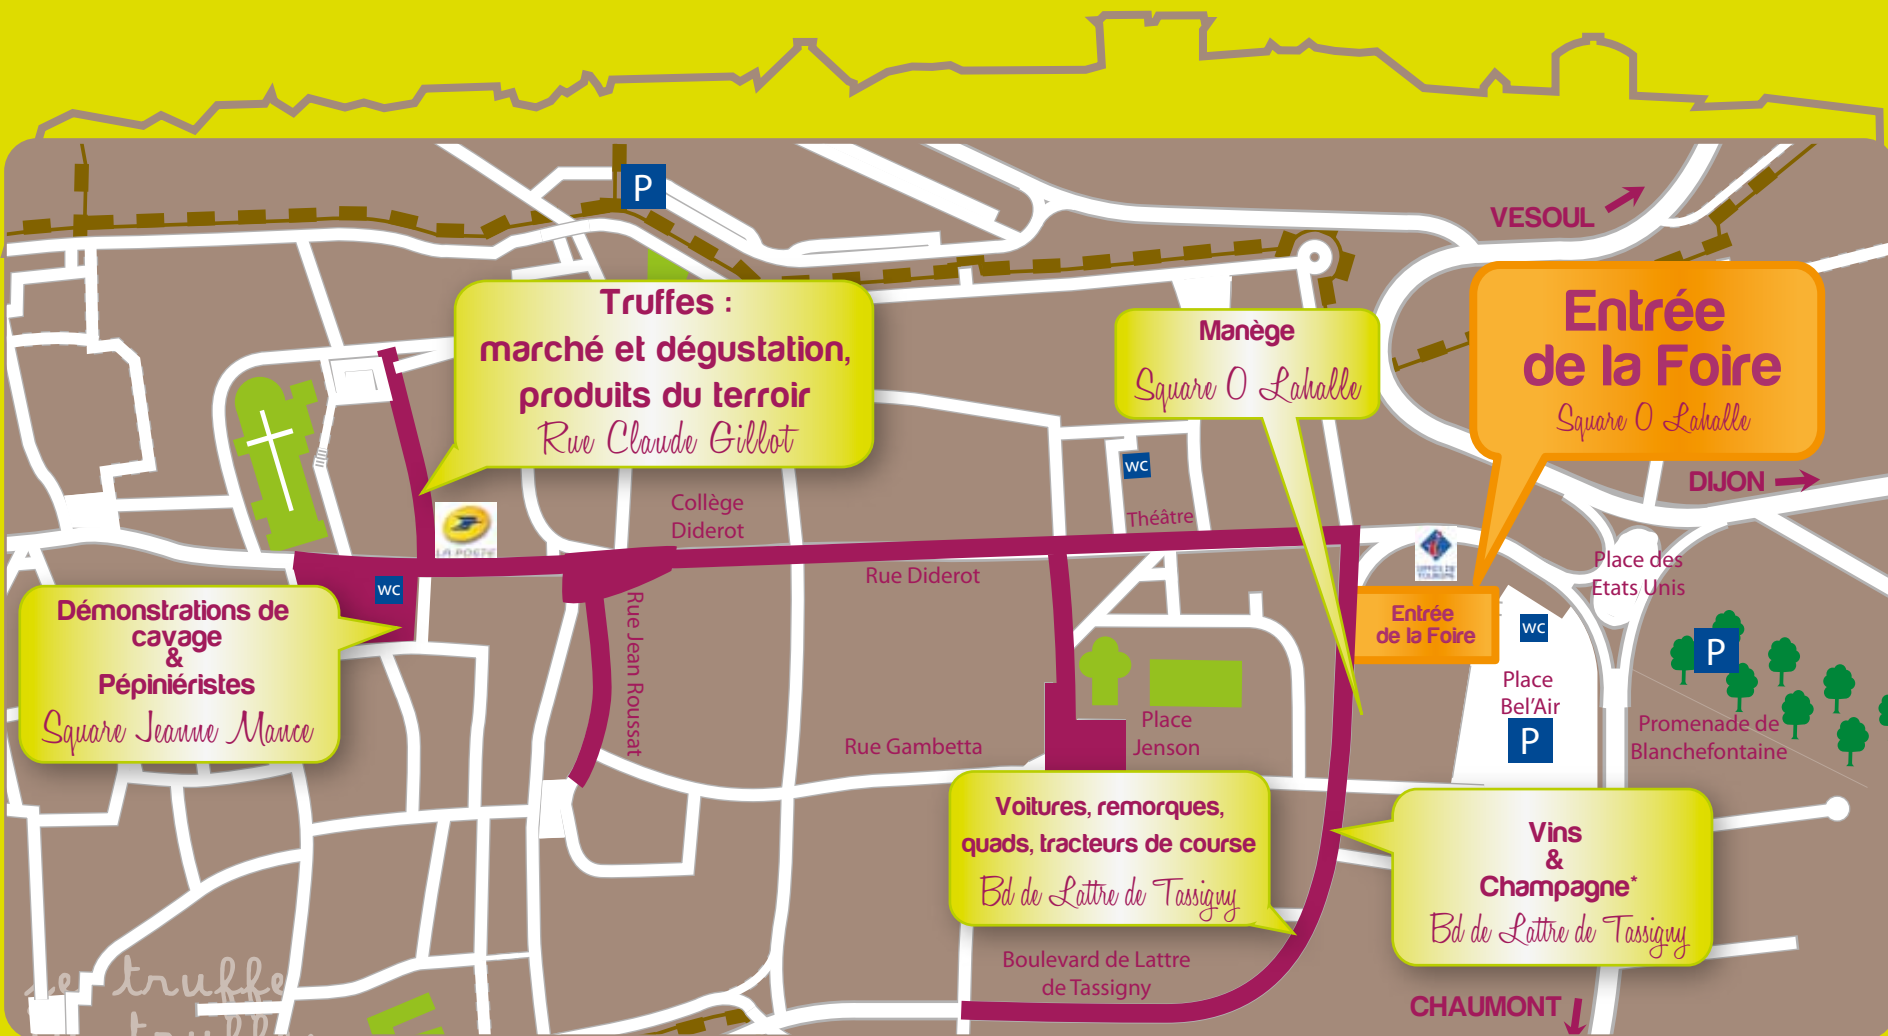 P
VESOUL
Truffes :
marché et dégustation,
produits du terroir
Rue Claude Gillot
Manège
Square O Lahalle
Entrée
de la Foire
Square O Lahalle
DIJON
WC
Théâtre
Collège
Diderot
LA POSTE
OFFICE DE
TOURISME
Place des
Etats Unis
Rue Diderot
WC
Démonstrations de
cavage
&
Pépiniéristes
Square Jeanne Mance
Rue Jean Roussat
Entrée
de la Foire
WC
P
Place
Bel'Air
P
Promenade de
Blanchefontaine
Place
Jenson
Rue Gambetta
Voitures, remorques,
quads, tracteurs de course
Bd de Lattre de Tassigny
Vins
&
Champagne*
Bd de Lattre de Tassigny
Boulevard de Lattre
de Tassigny
CHAUMONT
truffe